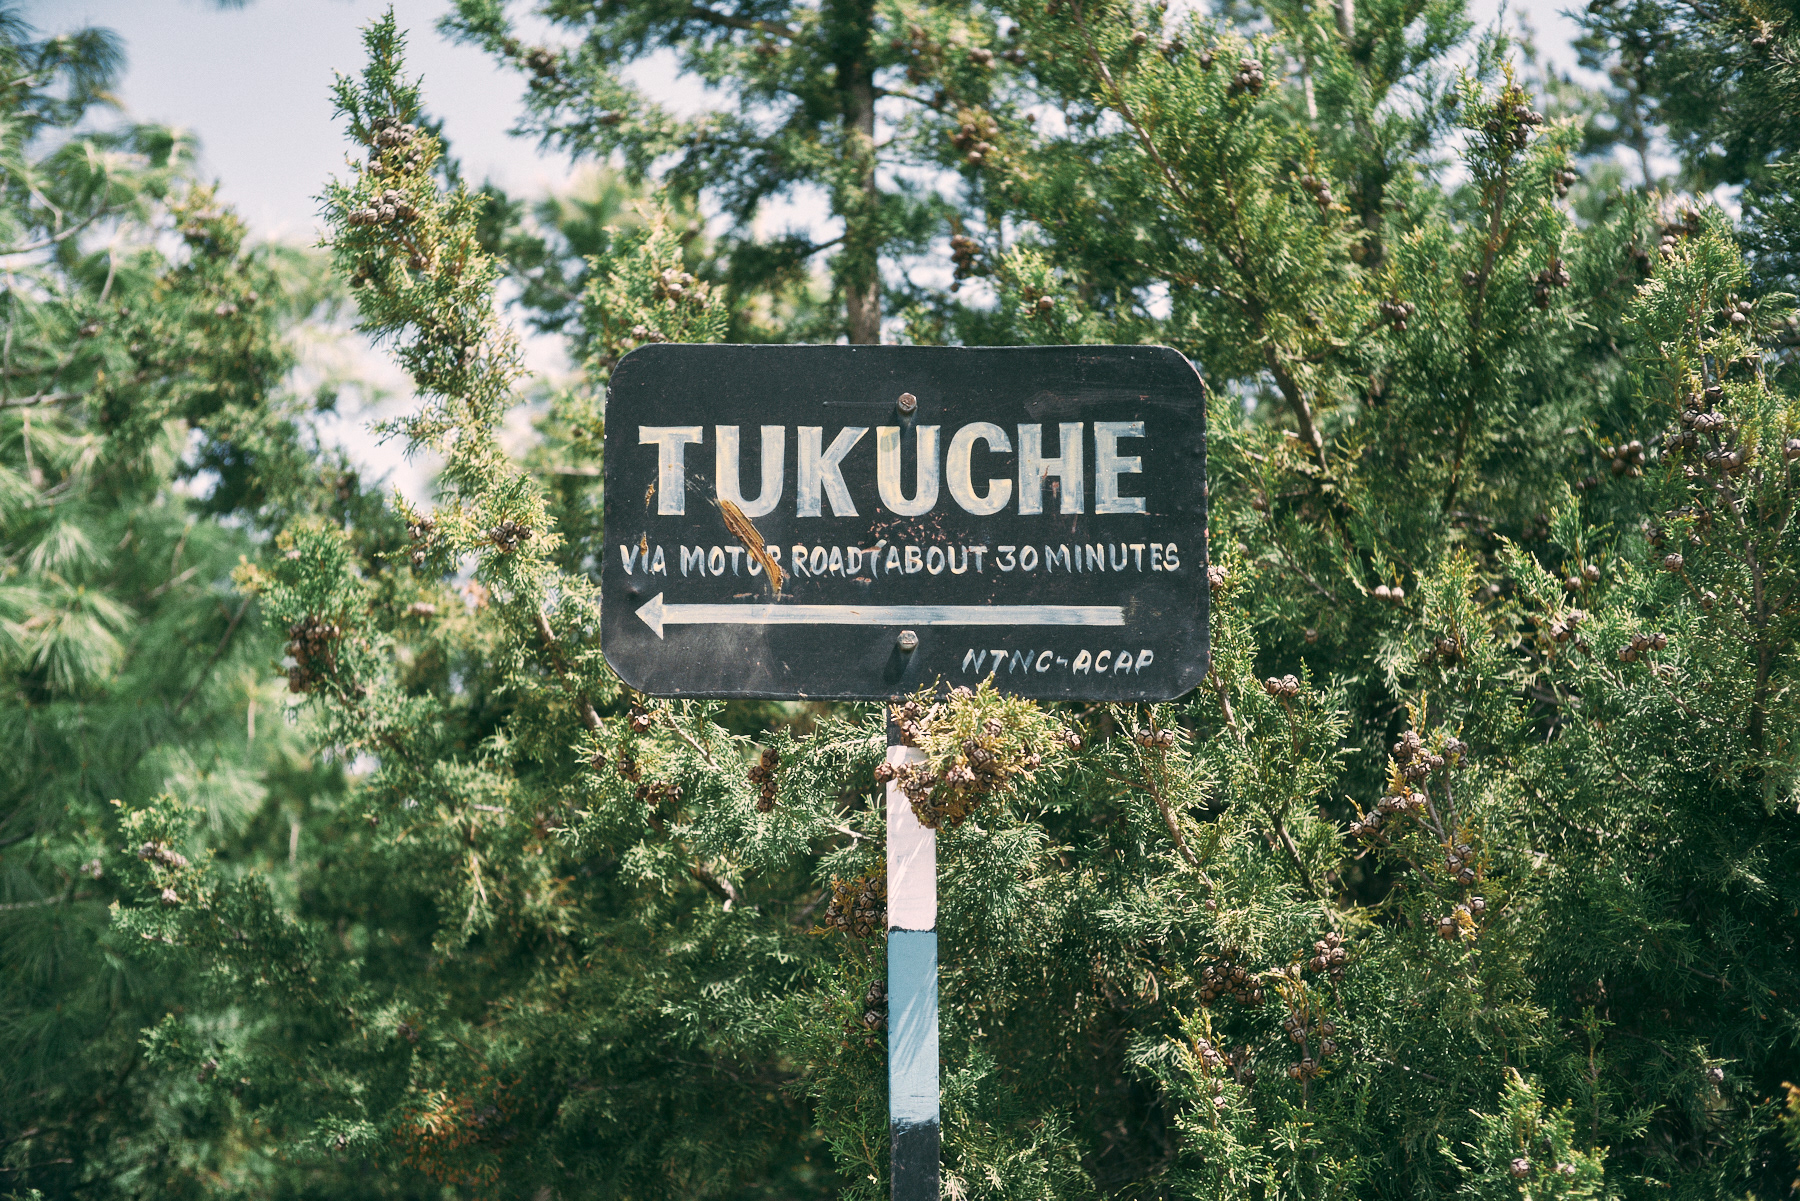 TUKUCHE
VIA MOTOR ROAD (ABOUT 30 MINUTES
NTNC-ACAP